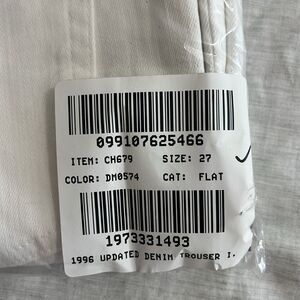 099107625466
ITEM: CH679 SIZE: 27
COLOR: DM0574 CAT: FLAT
1973331493
1996 UPDATED DENIM TROUSER I.